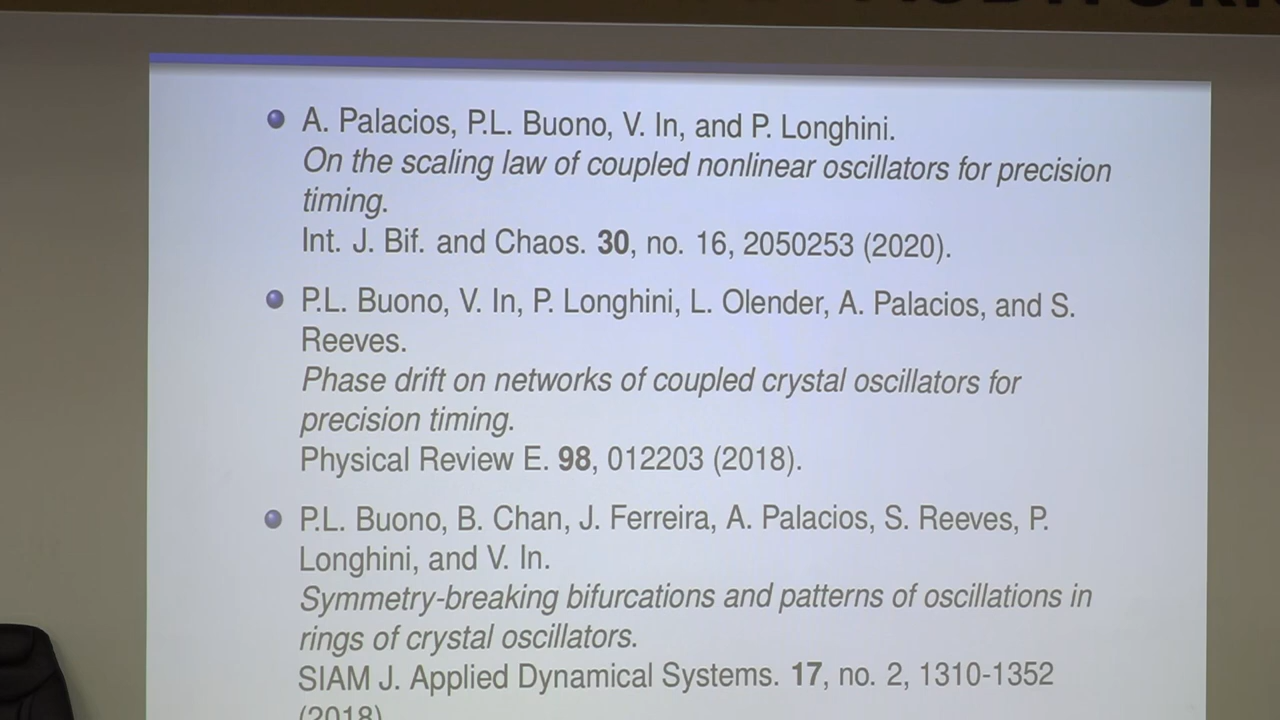 A. Palacios, P.L. Buono, V. In, and P. Longhini.
On the scaling law of coupled nonlinear oscillators for precision
timing.
Int. J. Bif. and Chaos. 30, no. 16, 2050253 (2020).
P.L. Buono, V. In, P. Longhini, L. Olender, A. Palacios, and S.
Reeves.
Phase drift on networks of coupled crystal oscillators for
precision timing.
Physical Review E. 98, 012203 (2018).
P.L. Buono, B. Chan, J. Ferreira, A. Palacios, S. Reeves, P.
Longhini, and V. In.
Symmetry-breaking bifurcations and patterns of oscillations in
rings of crystal oscillators.
SIAM J. Applied Dynamical Systems. 17, no. 2, 1310-1352
(2018)